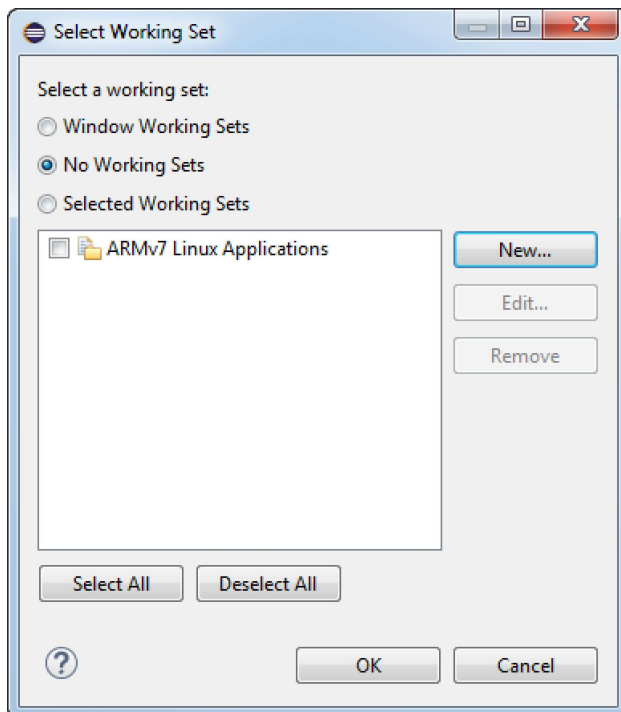 Select Working Set
Select a working set:
Window Working Sets
No Working Sets
Selected Working Sets
ARMv7 Linux Applications
New...
Edit...
Remove
Select All Deselect All
? OK Cancel